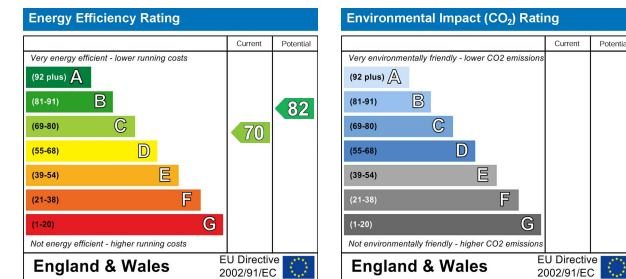 Energy Efficiency Rating
Current Potential
Very energy efficient - lower running costs
(92 plus) A
(81-91) B
82
(69-80) C
70
(55-68) D
(39-54) E
(21-38) F
(1-20) G
Not energy efficient - higher running costs
England & Wales
EU Directive
2002/91/EC
Environmental Impact (CO₂) Rating
Current Potential
Very environmentally friendly - lower CO2 emissions
(92 plus) A
(81-91) B
(69-80) C
(55-68) D
(39-54) E
(21-38) F
(1-20) G
Not environmentally friendly - higher CO2 emissions
England & Wales
EU Directive
2002/91/EC